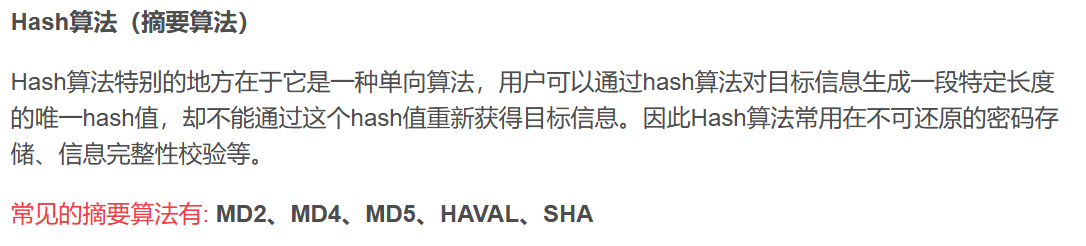 Hash算法（摘要算法）
Hash算法特别的地方在于它是一种单向算法，用户可以通过hash算法对目标信息生成一段特定长度
的唯一hash值，却不能通过这个hash值重新获得目标信息。因此Hash算法常用在不可还原的密码存
储、信息完整性校验等。
常见的摘要算法有: MD2、MD4、MD5、HAVAL、SHA